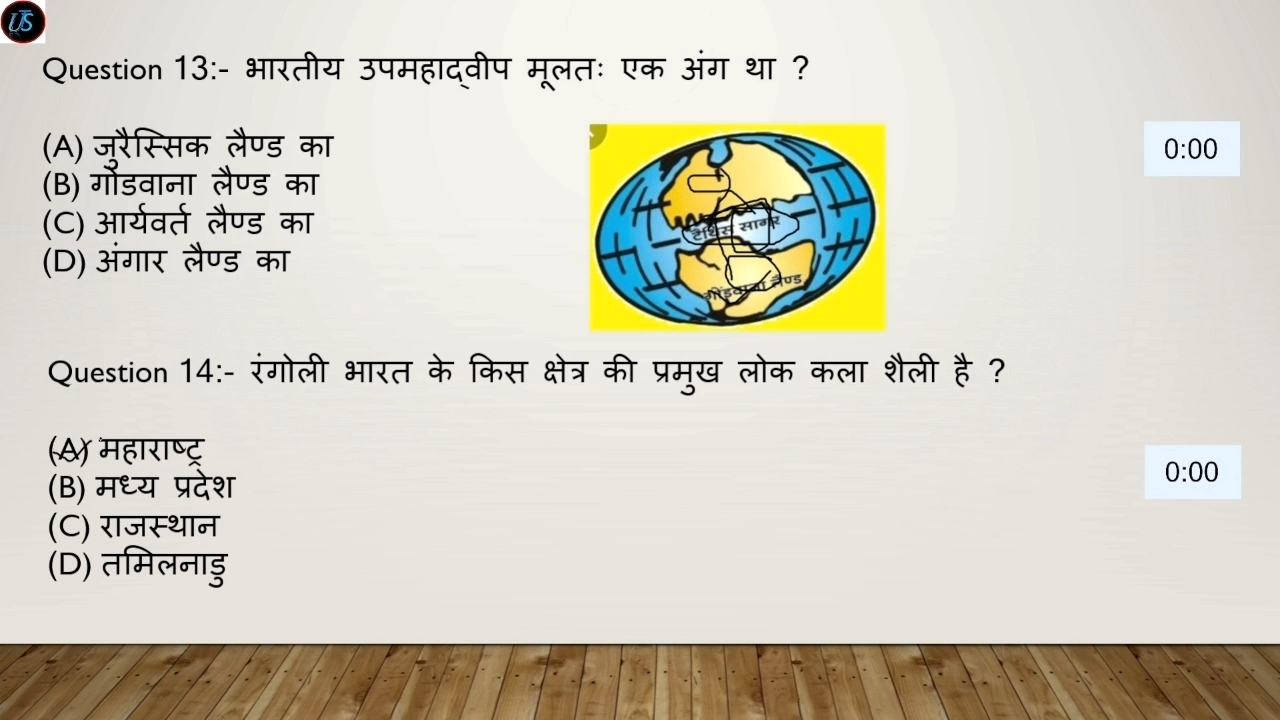 UTS
Question 13:- भारतीय उपमहाद्वीप मूलतः एक अंग था ?
(A) जुरैस्सिक लैण्ड का
(B) गोंडवाना लैण्ड का
(C) आर्यवर्त लैण्ड का
(D) अंगार लैण्ड का
0:00
टैथिस सागर
गोंडवाना लैण्ड
Question 14:- रंगोली भारत के किस क्षेत्र की प्रमुख लोक कला शैली है ?
(A) महाराष्ट्र
(B) मध्य प्रदेश
(C) राजस्थान
(D) तमिलनाडु
0:00